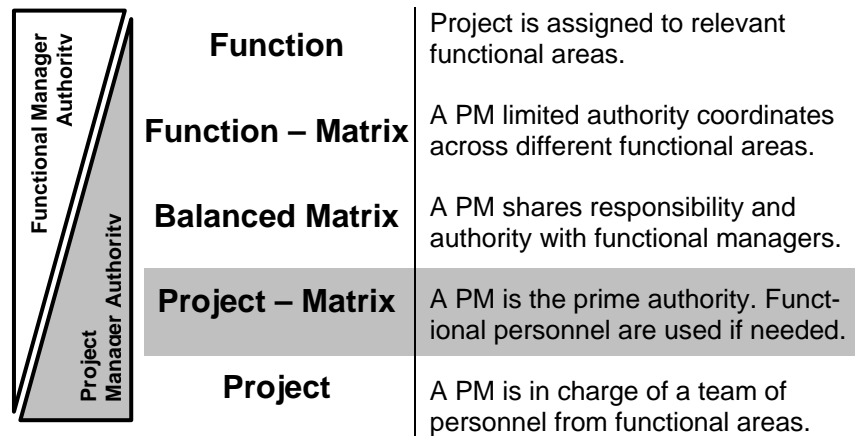 Functional Manager
Authority
Project
Manager Authority
Function
Project is assigned to relevant
functional areas.
Function – Matrix
A PM limited authority coordinates
across different functional areas.
Balanced Matrix
A PM shares responsibility and
authority with functional managers.
Project – Matrix
A PM is the prime authority. Funct-
ional personnel are used if needed.
Project
A PM is in charge of a team of
personnel from functional areas.